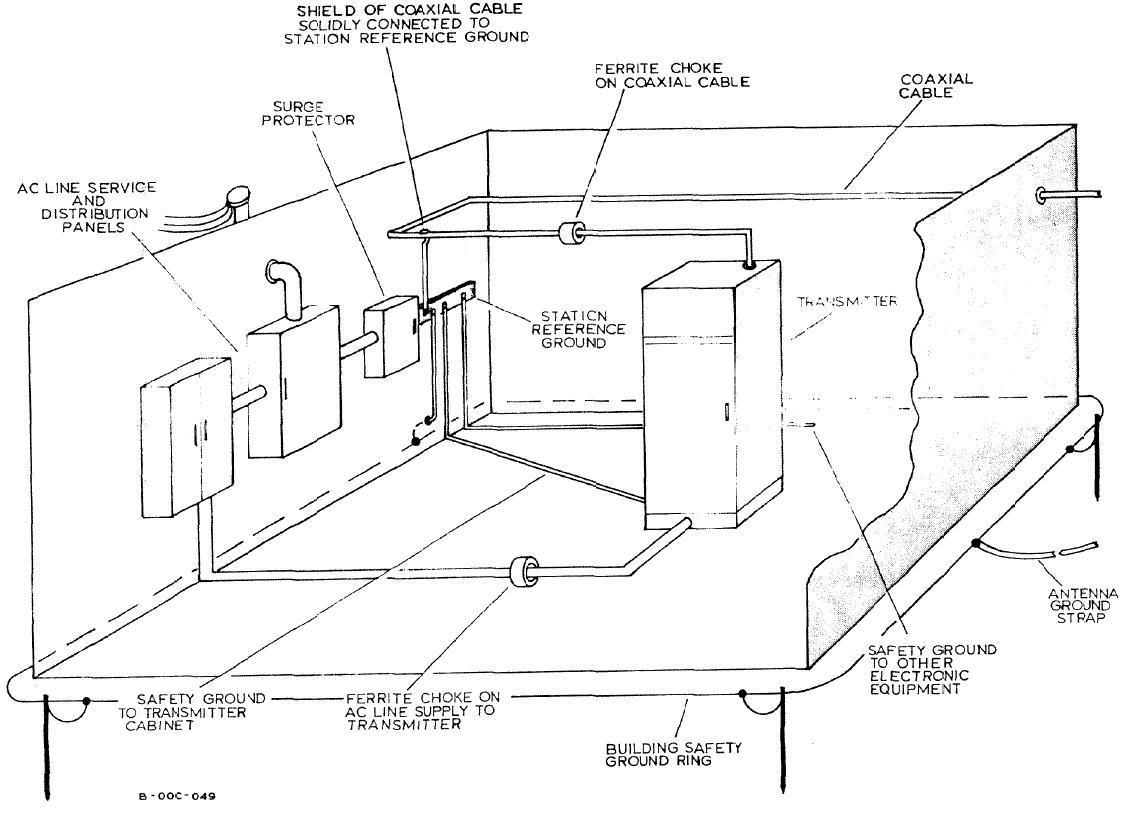 SHIELD OF COAXIAL CABLE
SOLIDLY CONNECTED TO
STATION REFERENCE GROUND
FERRITE CHOKE
ON COAXIAL CABLE
COAXIAL
CABLE
SURGE
PROTECTOR
AC LINE SERVICE
AND
DISTRIBUTION
PANELS
TRANSMITTER
STATION
REFERENCE
GROUND
ANTENNA
GROUND
STRAP
SAFETY GROUND
TO OTHER
ELECTRONIC
EQUIPMENT
SAFETY GROUND
TO TRANSMITTER
CABINET
FERRITE CHOKE ON
AC LINE SUPPLY TO
TRANSMITTER
BUILDING SAFETY
GROUND RING
B-00C-049